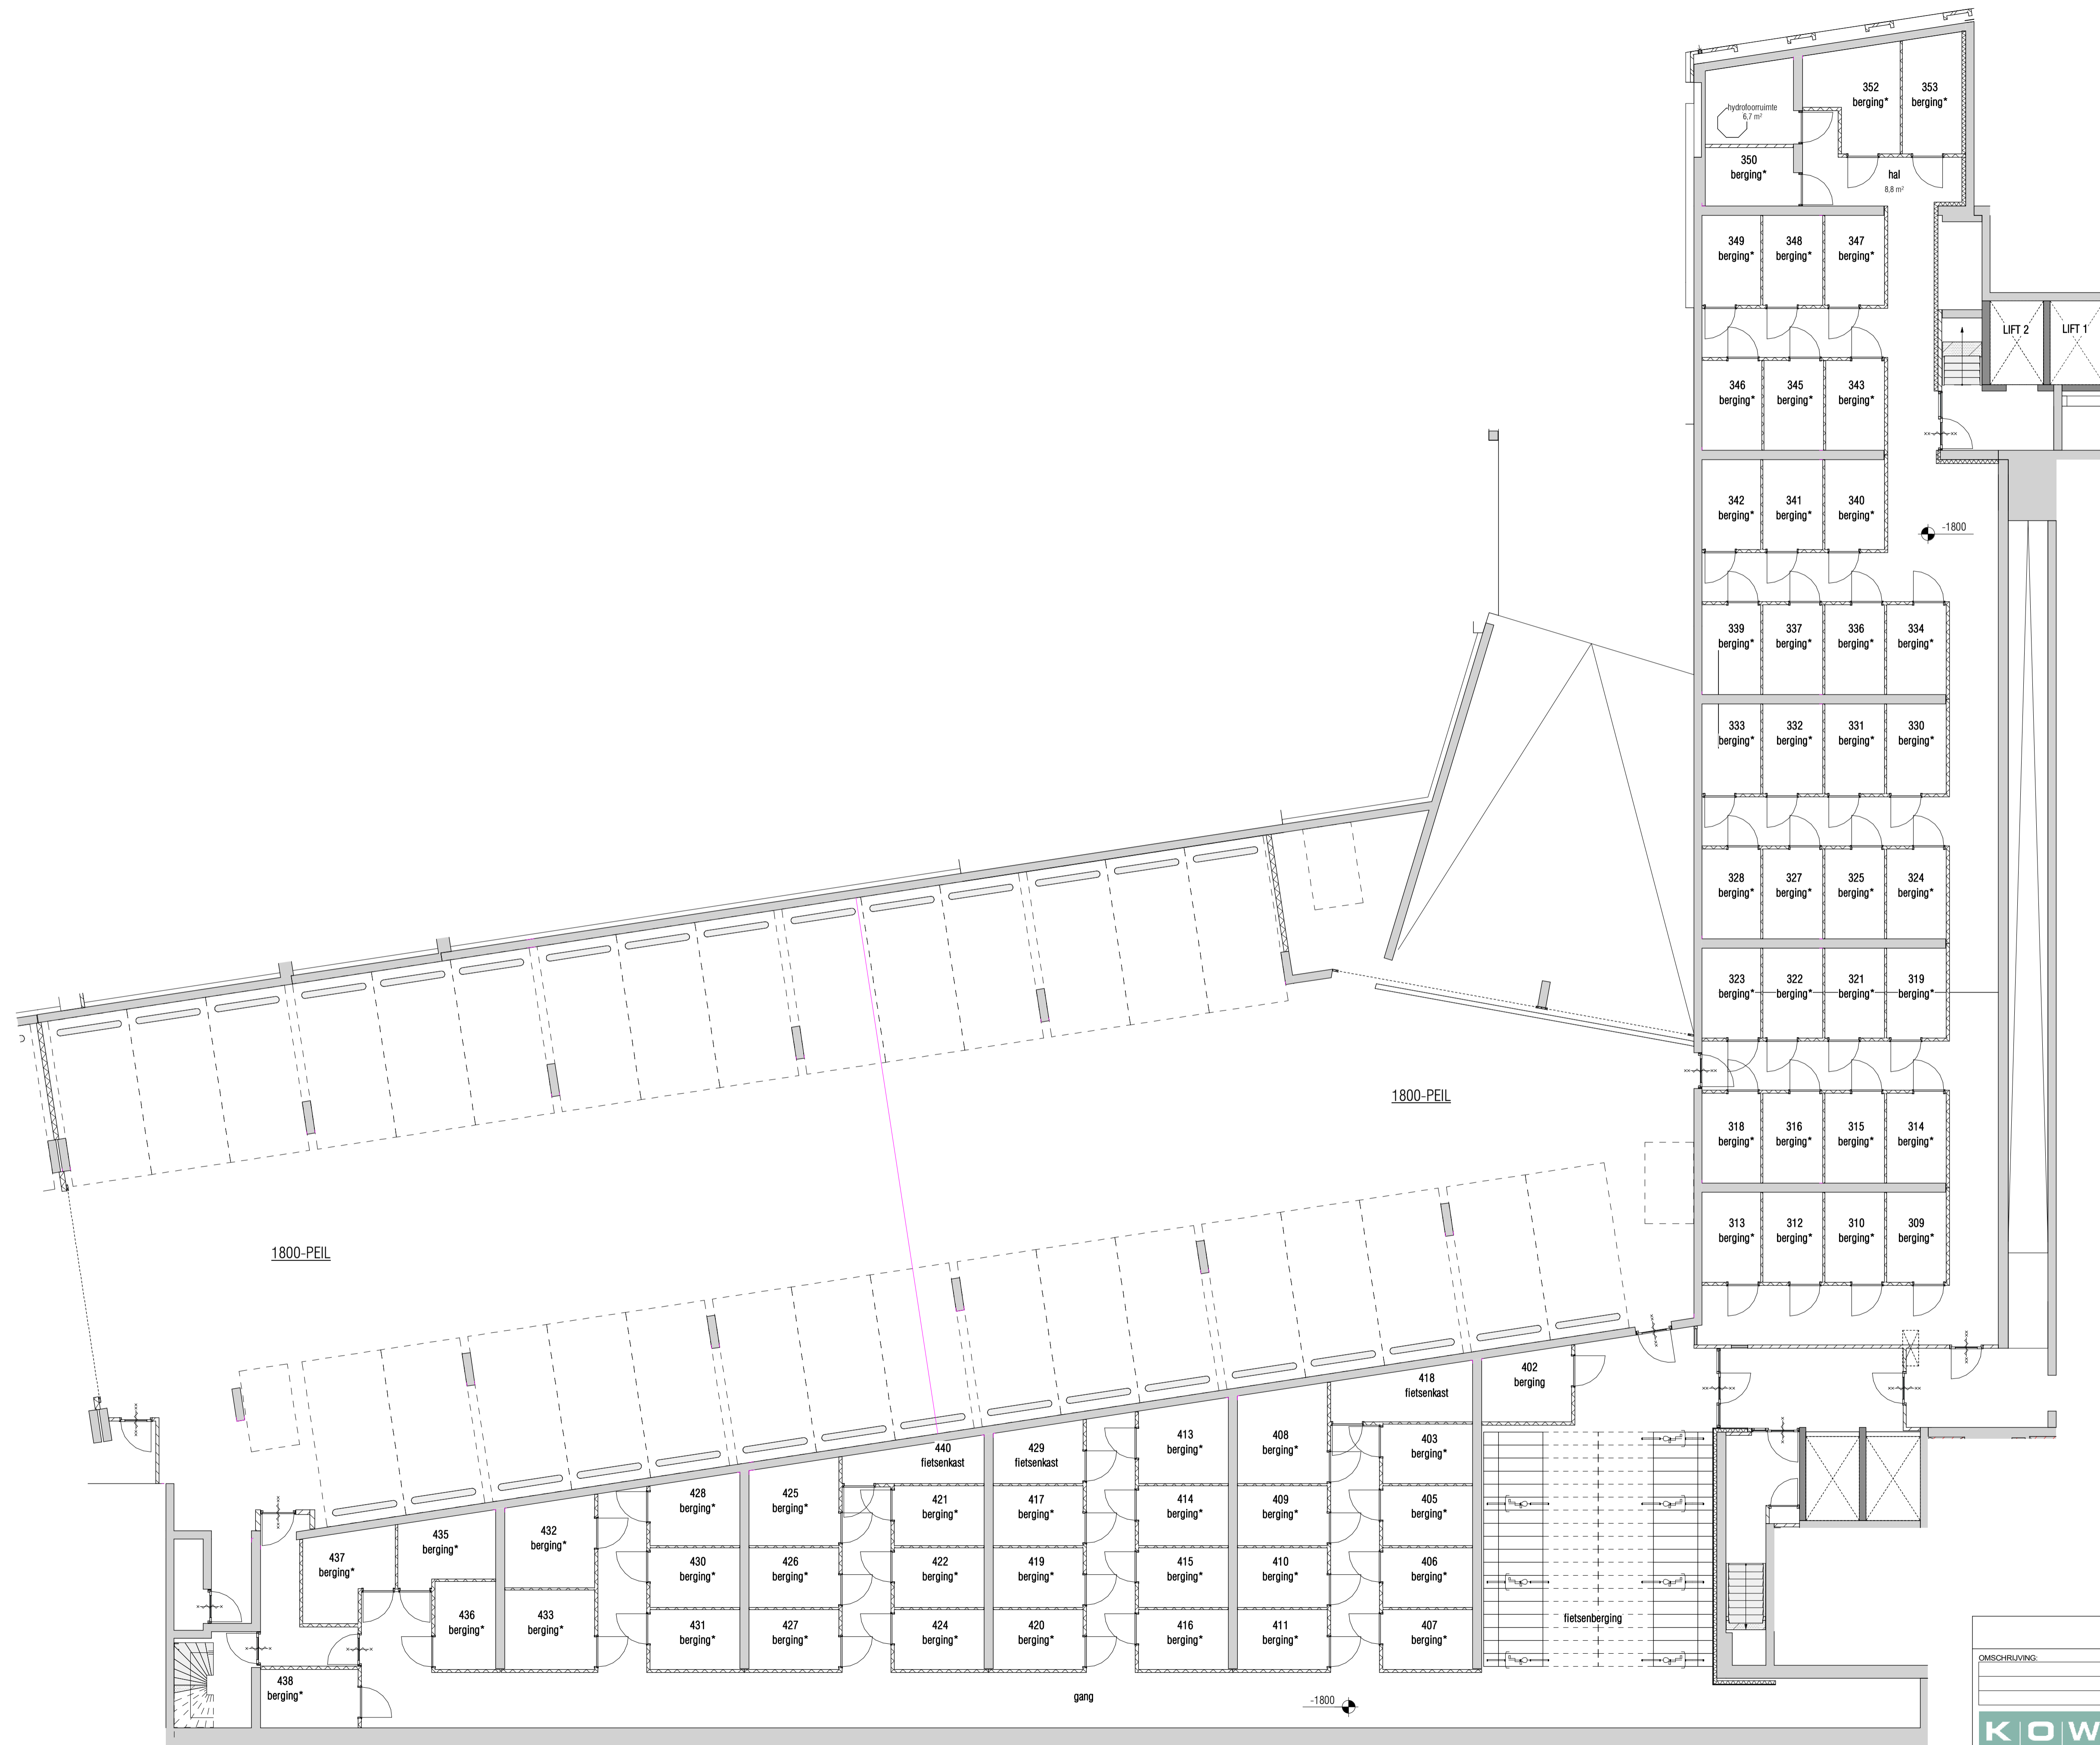 352
berging*
353
berging*
hydrofoorruimte
6,7 m²
350
berging*
hal
8,8 m²
349
berging*
348
berging*
347
berging*
LIFT 2
LIFT 1
346
berging*
345
berging*
343
berging*
342
berging*
341
berging*
340
berging*
-1800
339
berging*
337
berging*
336
berging*
334
berging*
333
berging*
332
berging*
331
berging*
330
berging*
328
berging*
327
berging*
325
berging*
324
berging*
323
berging*
322
berging*
321
berging*
319
berging*
1800-PEIL
318
berging*
316
berging*
315
berging*
314
berging*
313
berging*
312
berging*
310
berging*
309
berging*
1800-PEIL
402
berging
418
fietsenkast
440
fietsenkast
429
fietsenkast
413
berging*
408
berging*
403
berging*
428
berging*
425
berging*
421
berging*
417
berging*
414
berging*
409
berging*
405
berging*
437
berging*
435
berging*
432
berging*
430
berging*
426
berging*
422
berging*
419
berging*
415
berging*
410
berging*
406
berging*
436
berging*
433
berging*
431
berging*
427
berging*
424
berging*
420
berging*
416
berging*
411
berging*
407
berging*
fietsenberging
438
berging*
gang
-1800
OMSCHRIJVING:
KOW